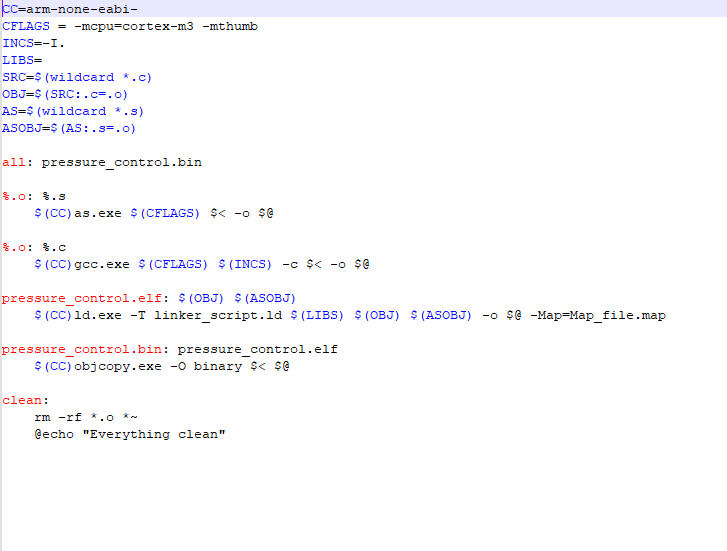 CC=arm-none-eabi-
CFLAGS = -mcpu=cortex-m3 -mthumb
INCS=-I.
LIBS=
SRC=$(wildcard *.c)
OBJ=$(SRC:.c=.o)
AS=$(wildcard *.s)
ASOBJ=$(AS:.s=.o)
all: pressure_control.bin
%.o: %.s
$(CC)as.exe $(CFLAGS) $< -o $@
%.o: %.c
$(CC)gcc.exe $(CFLAGS) $(INCS) -c $< -o $@
pressure_control.elf: $(OBJ) $(ASOBJ)
$(CC)ld.exe -T linker_script.ld $(LIBS) $(OBJ) $(ASOBJ) -o $@ -Map=Map_file.map
pressure_control.bin: pressure_control.elf
$(CC)objcopy.exe -O binary $< $@
clean:
rm -rf *.o *~
@echo "Everything clean"